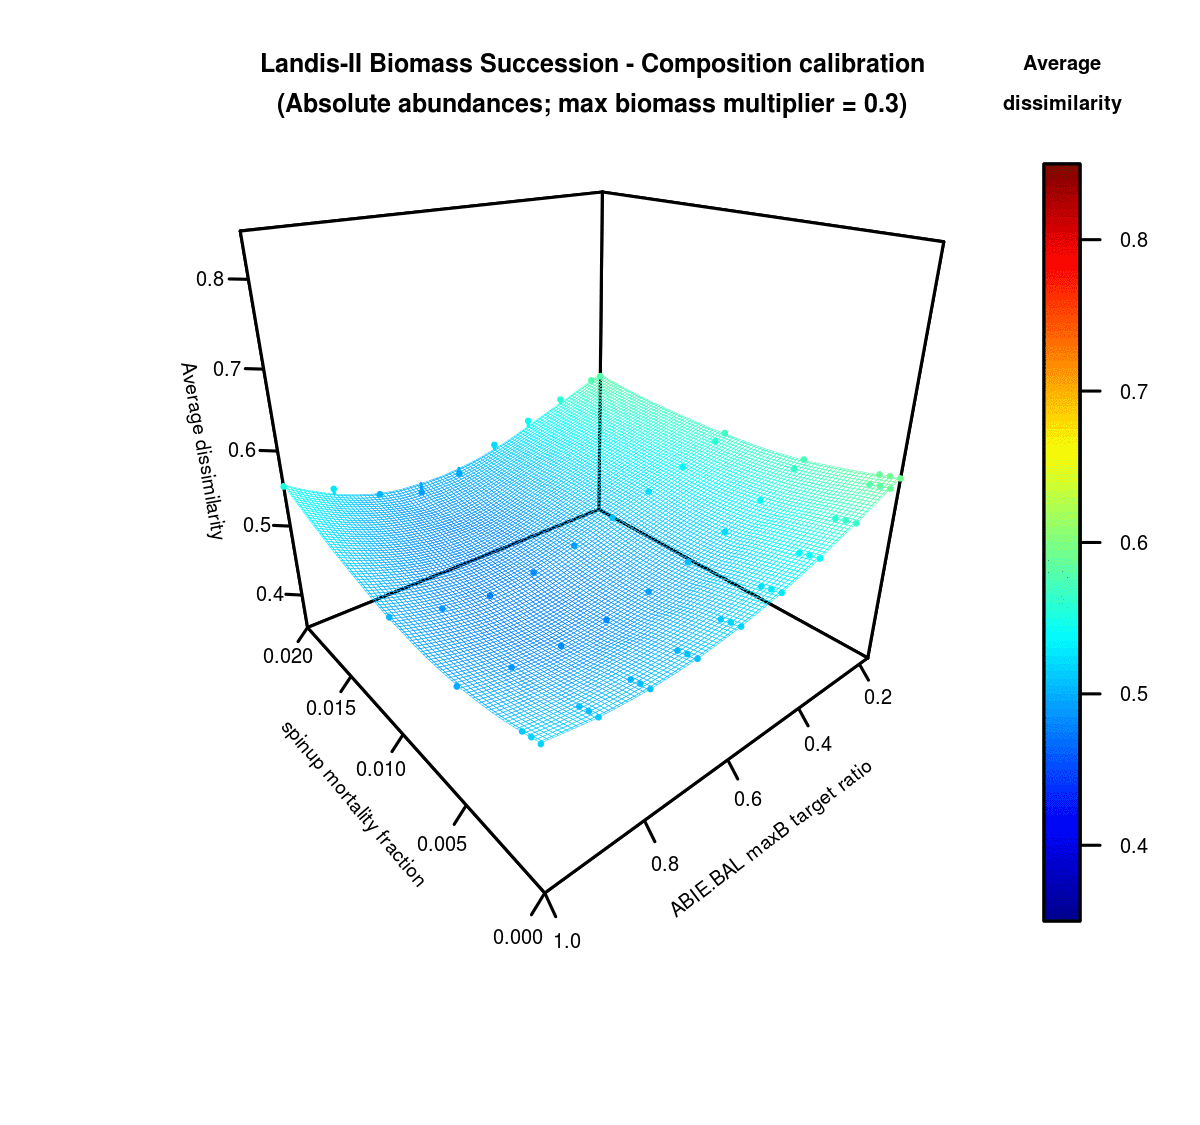 Landis-II Biomass Succession - Composition calibration
(Absolute abundances; max biomass multiplier = 0.3)
Average
dissimilarity
0.8
0.7
0.6
0.5
0.4
Average dissimilarity
0.020
0.015
0.010
0.005
0.000
spinup mortality fraction
1.0
0.8
0.6
0.4
0.2
ABIE.BAL maxB target ratio
0.8
0.7
0.6
0.5
0.4